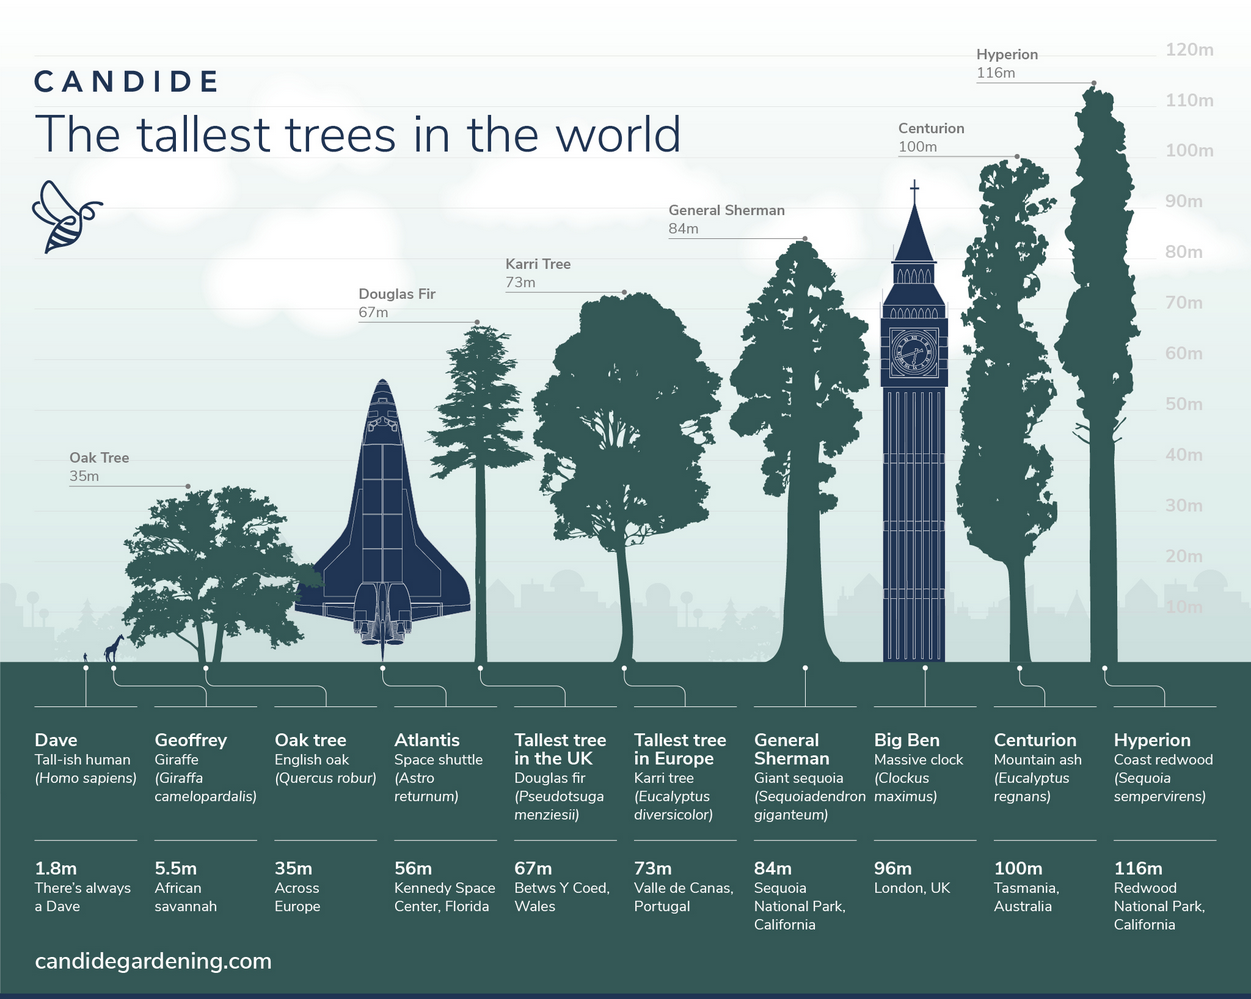 CANDIDE
The tallest trees in the world
Hyperion
116m
Centurion
100m
General Sherman
84m
Karri Tree
73m
Douglas Fir
67m
Oak Tree
35m
120m
110m
100m
90m
80m
70m
60m
50m
40m
30m
20m
10m
Dave
Tall-ish human
(Homo sapiens)
1.8m
There's always
a Dave
Geoffrey
Giraffe
(Giraffa
camelopardalis)
5.5m
African
savannah
Oak tree
English oak
(Quercus robur)
35m
Across
Europe
Atlantis
Space shuttle
(Astro
returnum)
56m
Kennedy Space
Center, Florida
Tallest tree
in the UK
Douglas fir
(Pseudotsuga
menziesii)
67m
Betws Y Coed,
Wales
Tallest tree
in Europe
Karri tree
(Eucalyptus
diversicolor)
73m
Valle de Canas,
Portugal
General
Sherman
Giant sequoia
(Sequoiadendron
giganteum)
84m
Sequoia
National Park,
California
Big Ben
Massive clock
(Clockus
maximus)
96m
London, UK
Centurion
Mountain ash
(Eucalyptus
regnans)
100m
Tasmania,
Australia
Hyperion
Coast redwood
(Sequoia
sempervirens)
116m
Redwood
National Park,
California
candidegardening.com